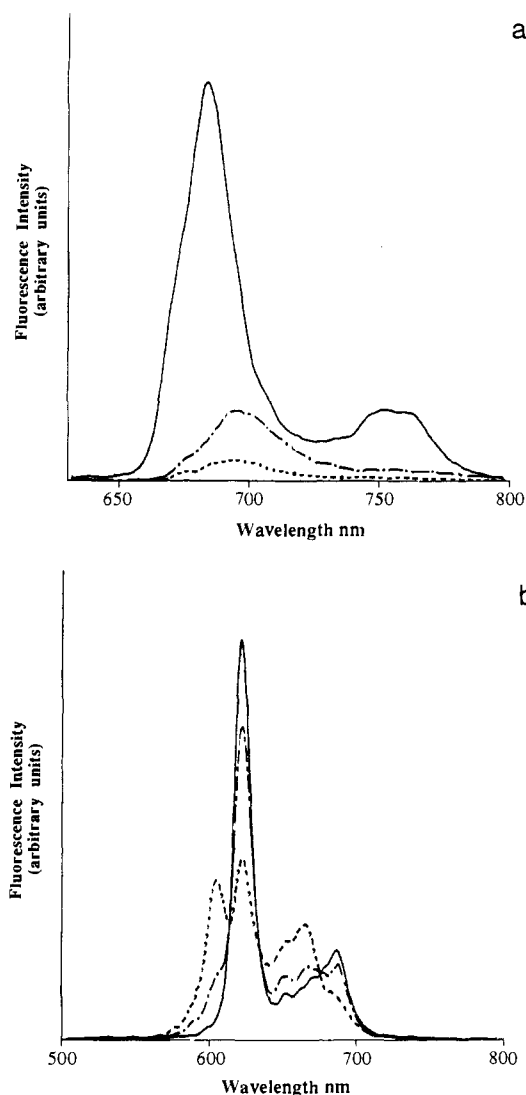 a
Fluorescence Intensity
(arbitrary units)
650 700 750 800
Wavelength nm
b
Fluorescence Intensity
(arbitrary units)
500 600 700 800
Wavelength nm